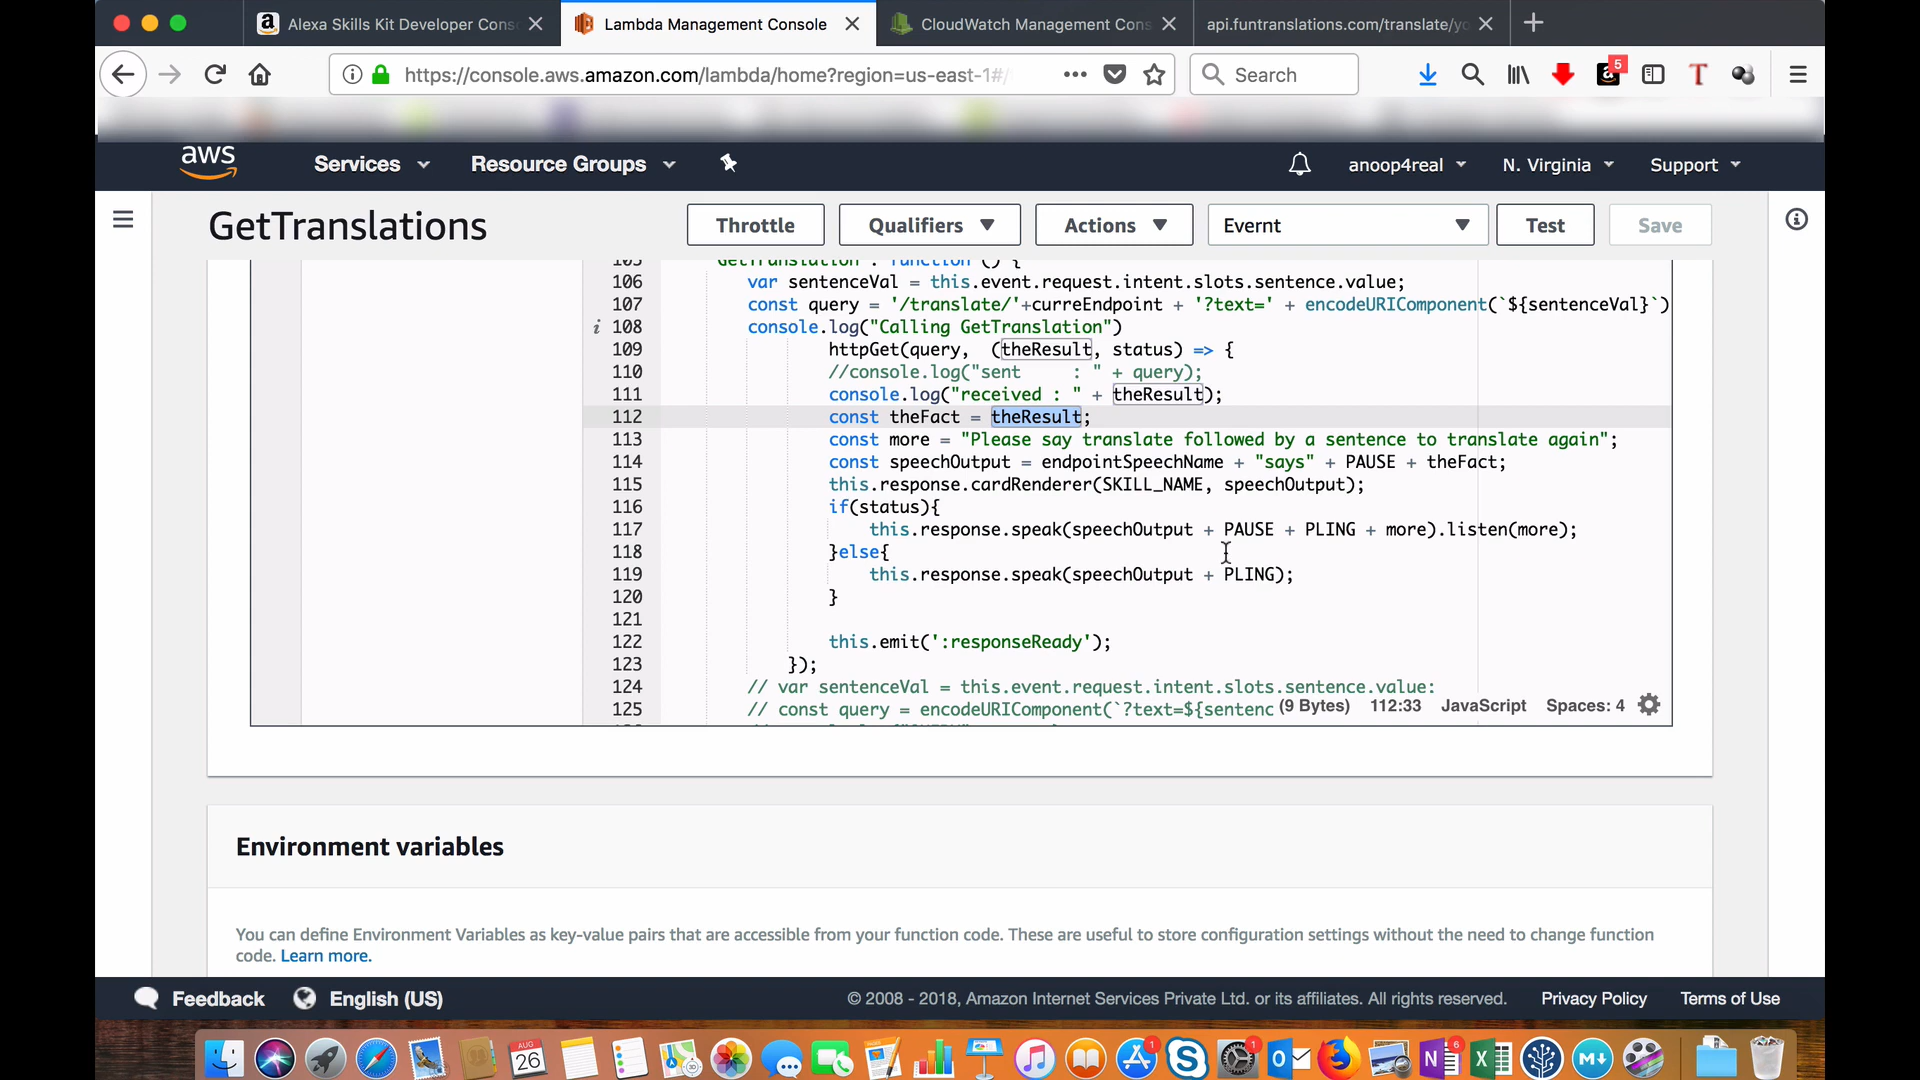 Alexa Skills Kit Developer Cons
Lambda Management Console
CloudWatch Management Cons
api.funtranslations.com/translate/yo
https://console.aws.amazon.com/lambda/home?region=us-east-1#/
Search
5
aws
Services
Resource Groups
anoop4real
N. Virginia
Support
GetTranslations
Throttle
Qualifiers
Actions
Evernt
Test
Save
105 'GetTranslation': function () {
106 var sentenceVal = this.event.request.intent.slots.sentence.value;
107 const query = '/translate/'+curreEndpoint + '?text=' + encodeURIComponent(`${sentenceVal}`)
i 108 console.log("Calling GetTranslation")
109 httpGet(query, (theResult, status) => {
110 //console.log("sent : " + query);
111 console.log("received : " + theResult);
112 const theFact = theResult;
113 const more = "Please say translate followed by a sentence to translate again";
114 const speechOutput = endpointSpeechName + "says" + PAUSE + theFact;
115 this.response.cardRenderer(SKILL_NAME, speechOutput);
116 if(status){
117 this.response.speak(speechOutput + PAUSE + PLING + more).listen(more);
118 }else{
119 this.response.speak(speechOutput + PLING);
120 }
121
122 this.emit(':responseReady');
123 });
124 // var sentenceVal = this.event.request.intent.slots.sentence.value;
125 // const query = encodeURIComponent(`?text=${sentenc
(9 Bytes) 112:33 JavaScript Spaces: 4
Environment variables
You can define Environment Variables as key-value pairs that are accessible from your function code. These are useful to store configuration settings without the need to change function
code. Learn more.
Feedback
English (US)
© 2008 - 2018, Amazon Internet Services Private Ltd. or its affiliates. All rights reserved.
Privacy Policy
Terms of Use
AUG
26
1
1
6